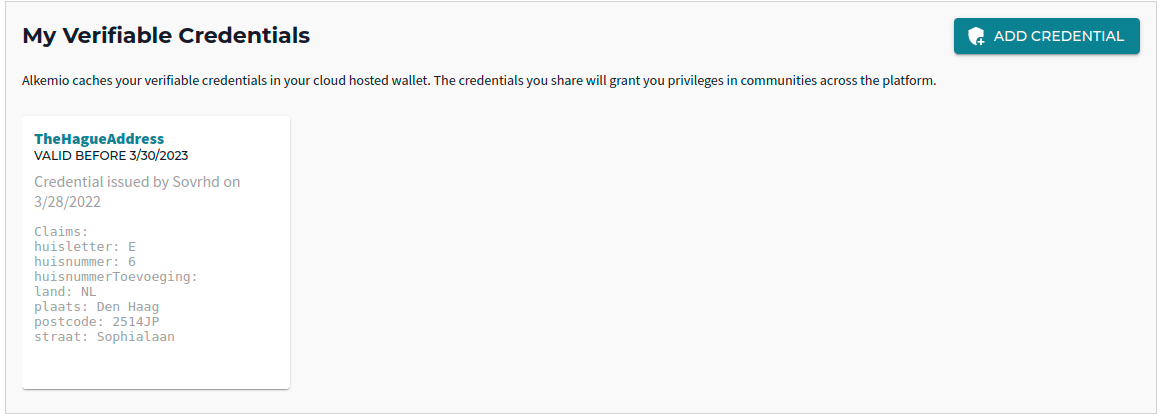 My Verifiable Credentials
ADD CREDENTIAL
Alkemio caches your verifiable credentials in your cloud hosted wallet. The credentials you share will grant you privileges in communities across the platform.
TheHagueAddress
VALID BEFORE 3/30/2023
Credential issued by Sovrhd on
3/28/2022
Claims:
huisletter: E
huisnummer: 6
huisnummerToevoeging:
land: NL
plaats: Den Haag
postcode: 2514JP
straat: Sophialaan